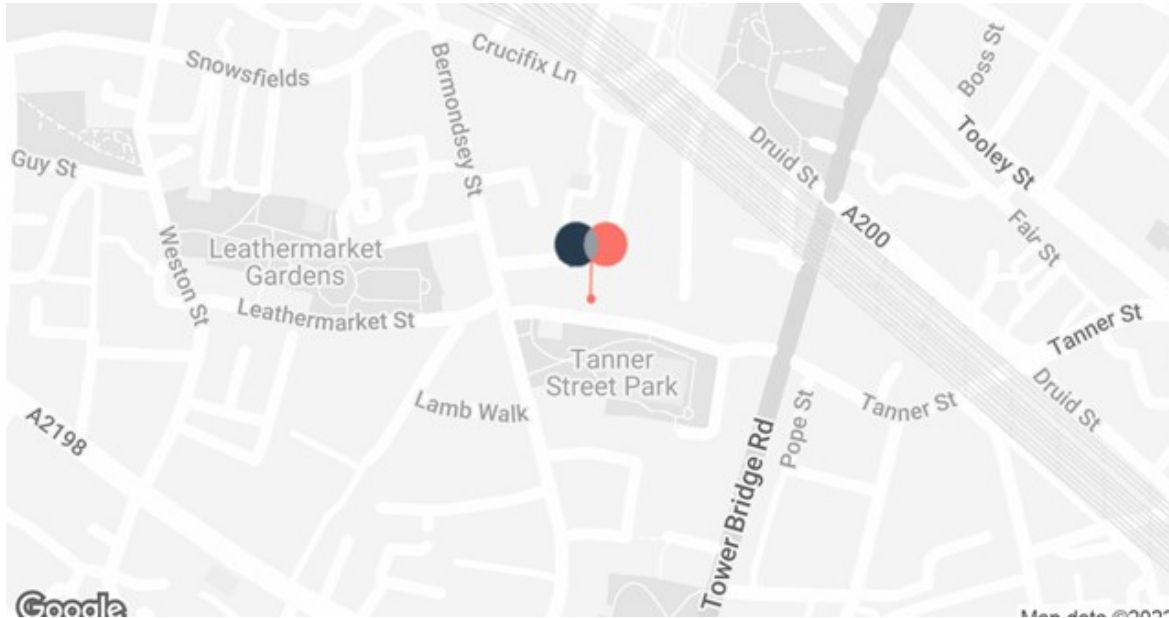 Crucifix Ln
Boss St
Snowsfields
Bermondsey St
Druid St
Tooley St
Guy St
A200
Fair St
Leathermarket
Gardens
Weston St
Leathermarket St
Tanner St
Tanner
Street Park
Druid St
Lamb Walk
Tanner St
A2198
Pope St
Tower Bridge Rd
Google
Map data